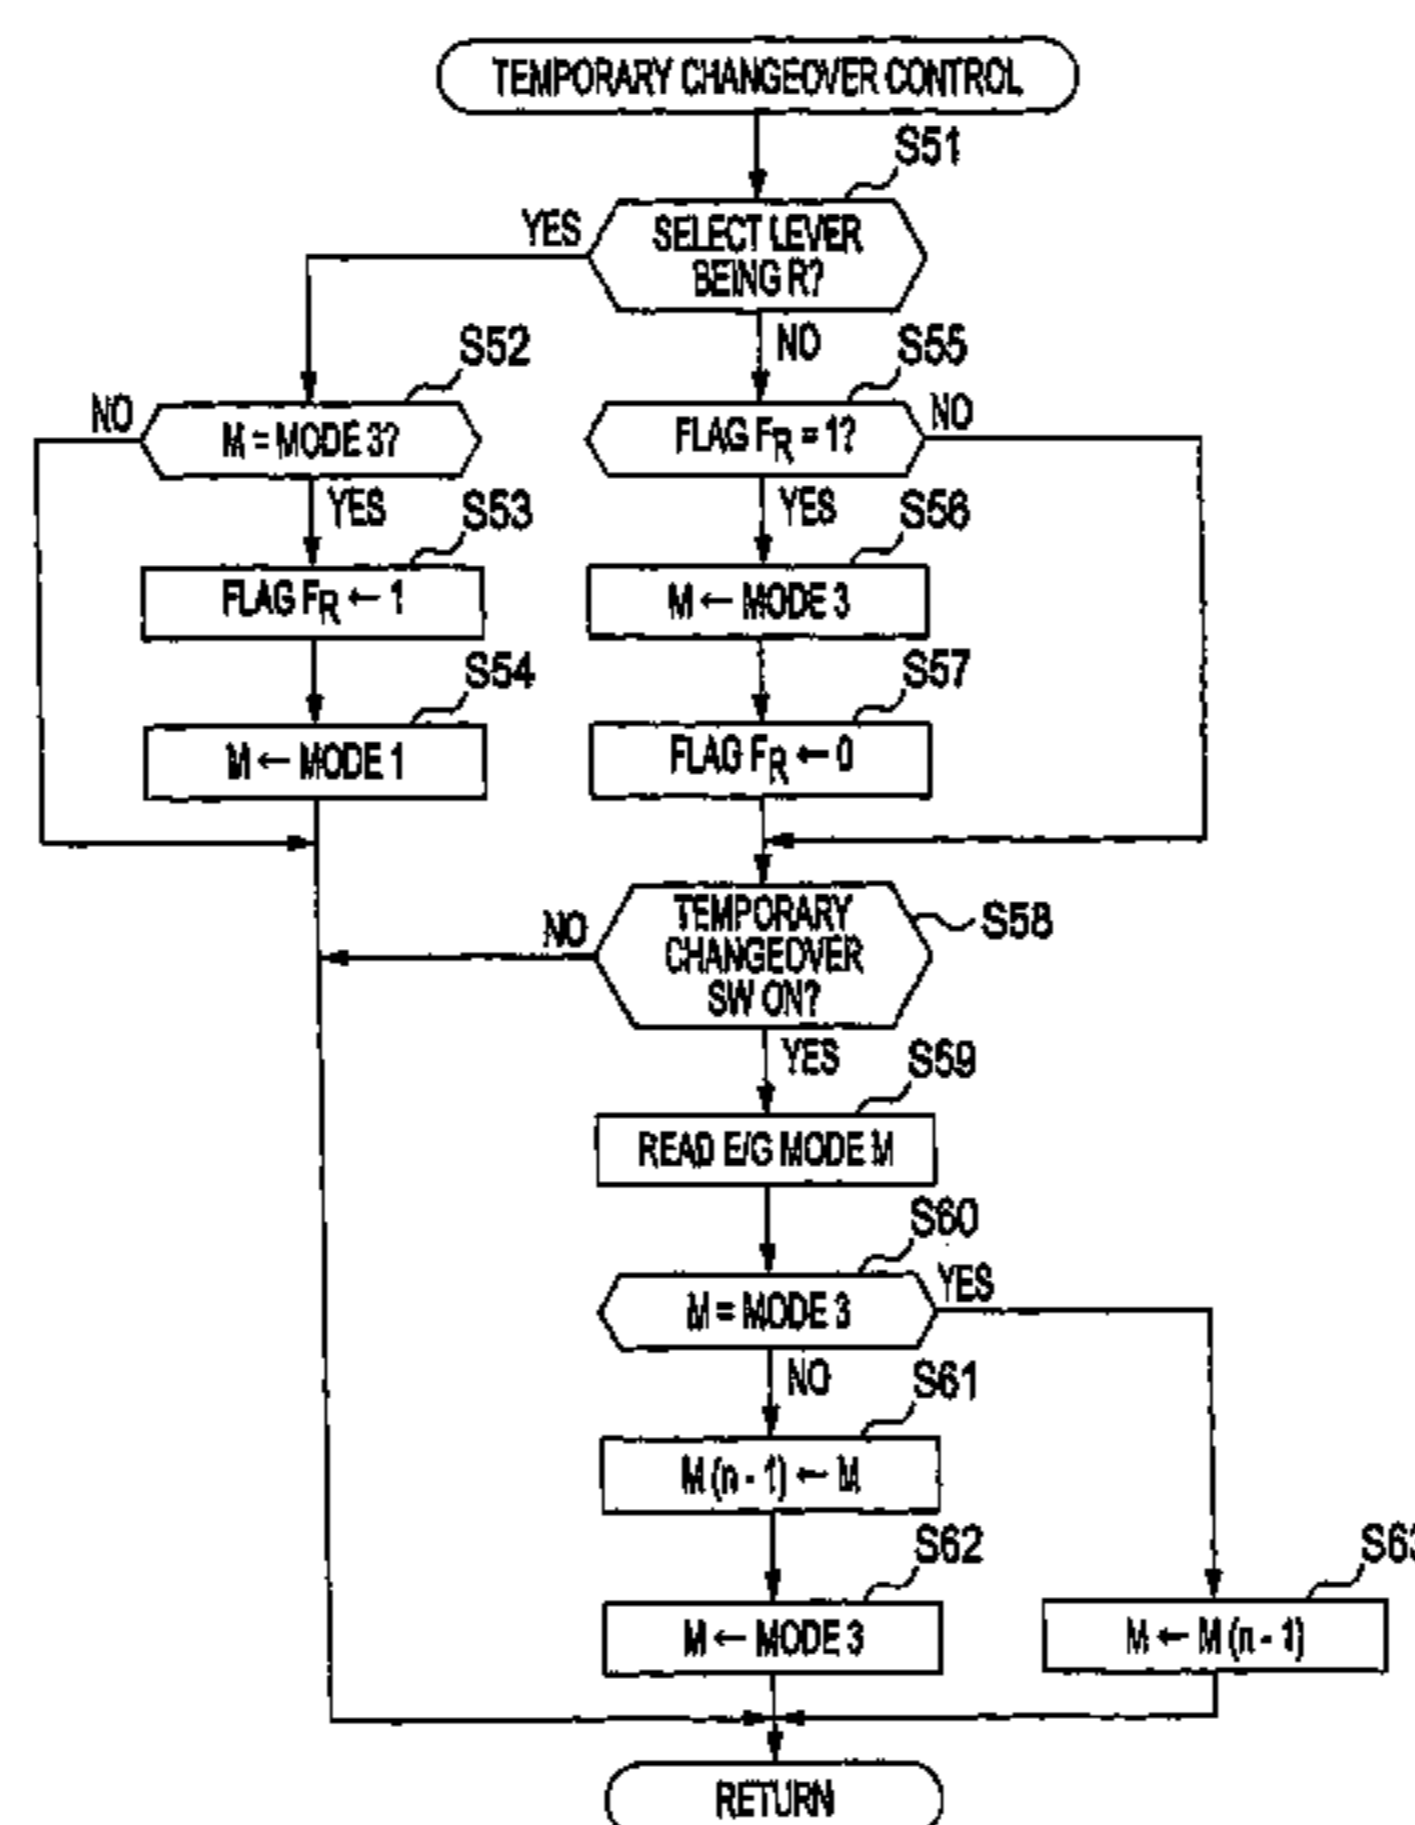 TEMPORARY CHANGEOVER CONTROL
S51
SELECT LEVER
BEING R?
YES
NO
S52
M = MODE 3?
NO
YES
S53
FLAG FR ← 1
S54
M ← MODE 1
S55
FLAG FR = 1?
NO
YES
S56
M ← MODE 3
S57
FLAG FR ← 0
S58
TEMPORARY
CHANGEOVER
SW ON?
NO
YES
S59
READ E/G MODE M
S60
M = MODE 3
YES
NO
S61
M (n - 1) ← M
S62
M ← MODE 3
S63
M ← M (n - 1)
RETURN